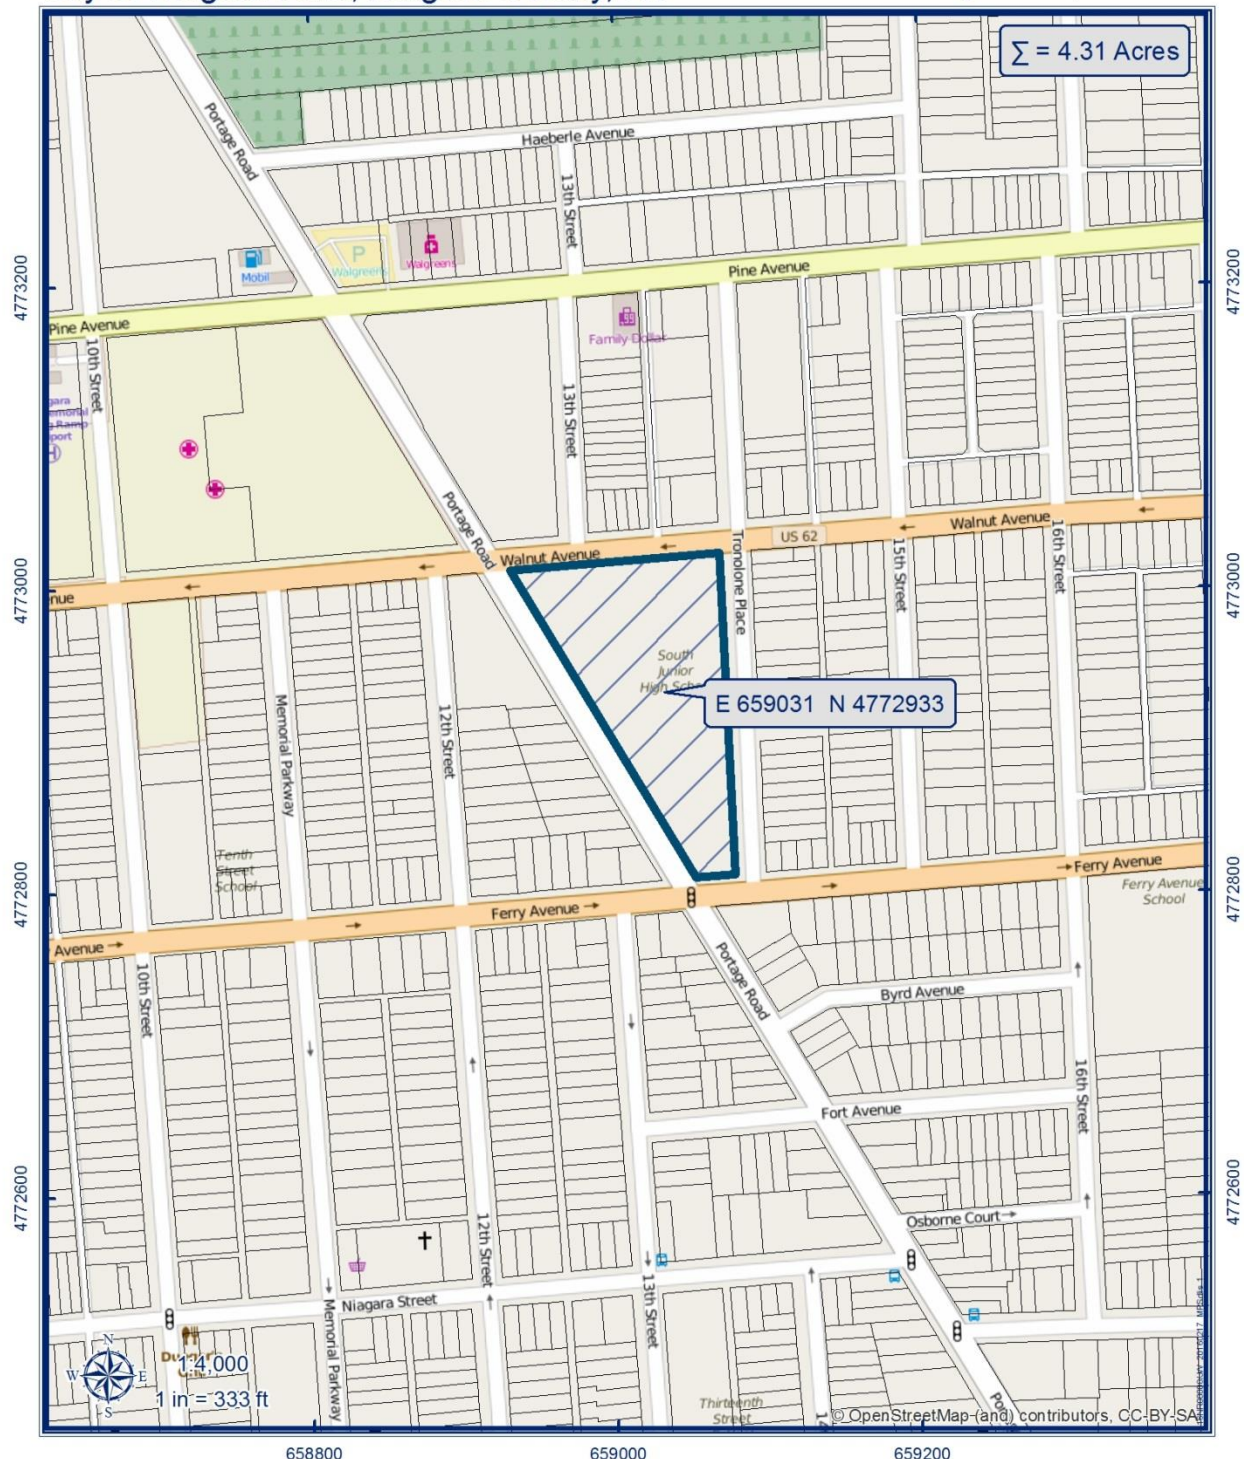 ∑ = 4.31 Acres
Portage Road
Haeberle Avenue
13th Street
P
Walgreens
Walgreens
Mobil
Pine Avenue
4773200
4773200
Pine Avenue
Family Dollar
10th Street
13th Street
Portage Road
Walnut Avenue
US 62
Walnut Avenue
4773000
4773000
Tronolone Place
15th Street
16th Street
South
Junior
High
E 659031 N 4772933
Memorial Parkway
12th Street
Tenth
Street
School
Ferry Avenue
Ferry Avenue
School
4772800
4772800
Ferry Avenue
Avenue
10th Street
Portage Road
Byrd Avenue
16th Street
Fort Avenue
4772600
4772600
Osborne Court
12th Street
13th Street
Niagara Street
Memorial Parkway
N
W E
S
1:4,000
1 in = 333 ft
Thirteenth
Street
© OpenStreetMap (and) contributors, CC-BY-SA
658800
659000
659200